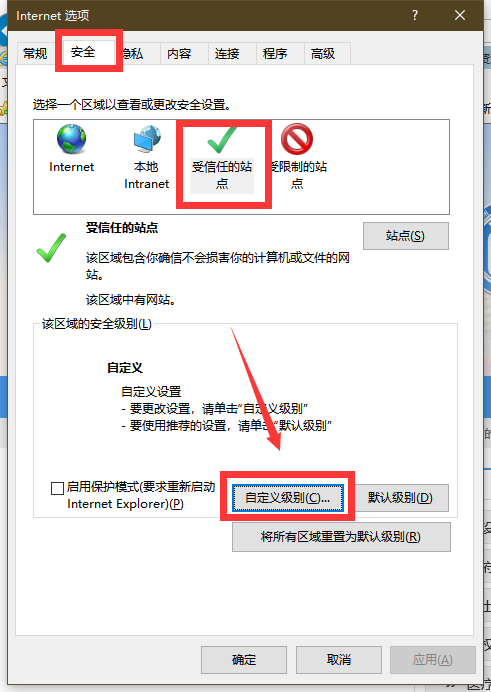 Internet 选项
常规 安全 隐私 内容 连接 程序 高级
选择一个区域以查看或更改安全设置。
Internet
本地
Intranet
受信任的站
点
受限制的站
点
受信任的站点
站点(S)
该区域包含你确信不会损害你的计算机或文件的网
站。
该区域中有网站。
该区域的安全级别(L)
自定义
自定义设置
- 要更改设置，请单击“自定义级别”
- 要使用推荐的设置，请单击“默认级别”
启用保护模式(要求重新启动
Internet Explorer)(P)
自定义级别(C)...
默认级别(D)
将所有区域重置为默认级别(R)
确定 取消 应用(A)
医疗